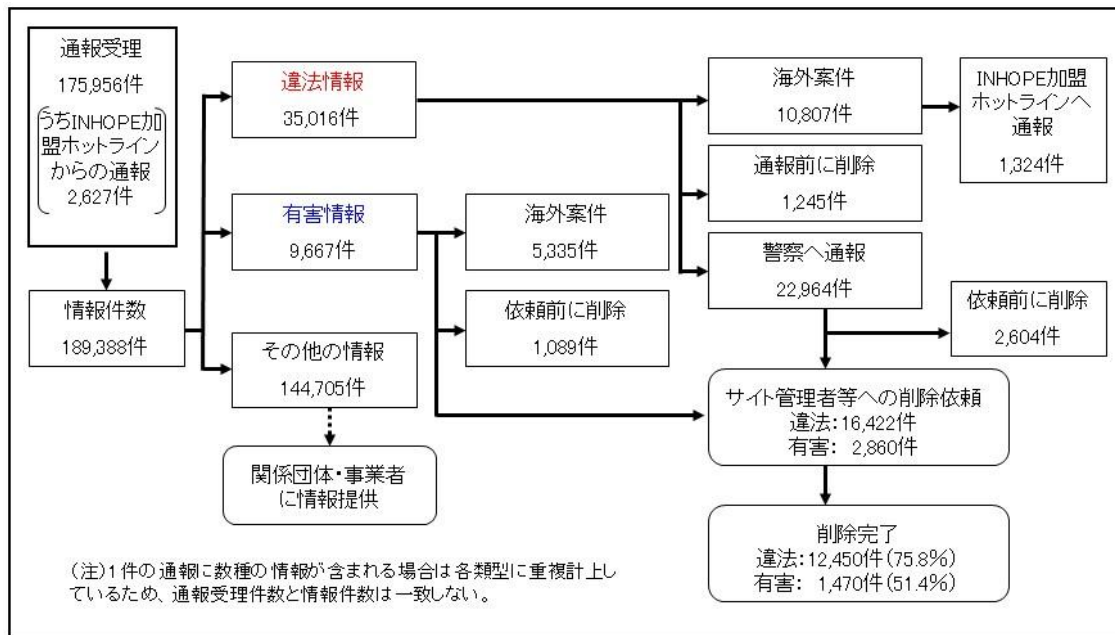 通報受理
175,956件
うちINHOPE加
盟ホットライン
からの通報
2,627件
情報件数
189,388件
違法情報
35,016件
有害情報
9,667件
その他の情報
144,705件
関係団体・事業者
に情報提供
海外案件
5,335件
依頼前に削除
1,089件
海外案件
10,807件
通報前に削除
1,245件
警察へ通報
22,964件
INHOPE加盟
ホットラインへ
通報
1,324件
依頼前に削除
2,604件
サイト管理者等への削除依頼
違法:16,422件
有害: 2,860件
削除完了
違法:12,450件(75.8%)
有害: 1,470件(51.4%)
(注)1件の通報に数種の情報が含まれる場合は各類型に重複計上し
ているため、通報受理件数と情報件数は一致しない。